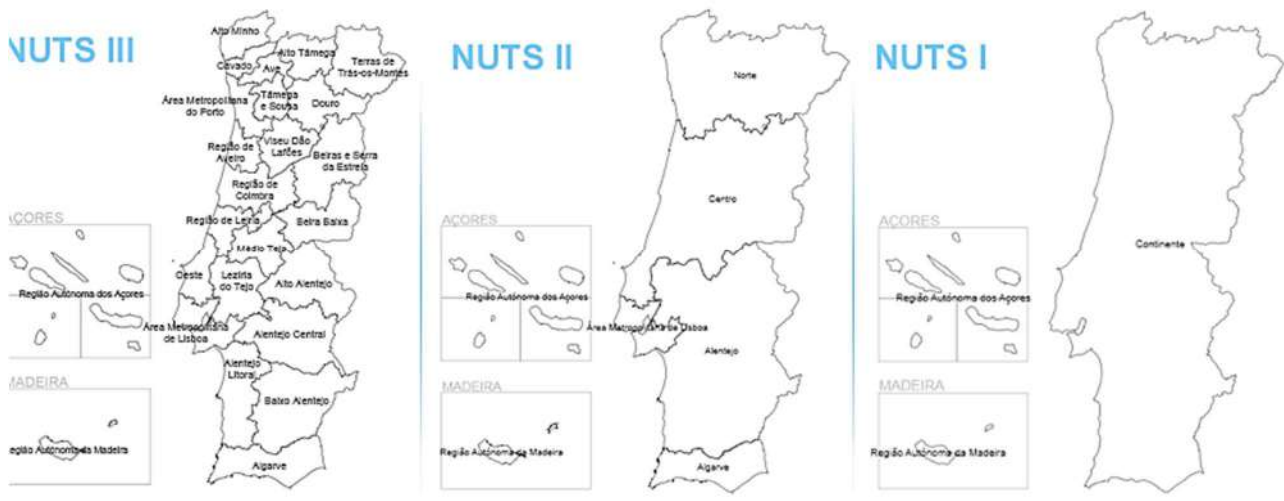 NUTS III
Alto Minho
Alto Tâmega
Terras de
Trás-os-Montes
Cávado
Ave
Área Metropolitana
do Porto
Tâmega
e Sousa
Douro
Região de
Aveiro
Viseu Dão
Lafões
Beiras e Serra
da Estrela
Região de
Coimbra
Região de Leiria
Beira Baixa
Médio Tejo
Oeste
Lezíria
do Tejo
Alto Alentejo
Área Metropolitana
de Lisboa
Alentejo Central
Alentejo
Litoral
Baixo Alentejo
Algarve
AÇORES
Região Autónoma dos Açores
MADEIRA
Região Autónoma da Madeira
NUTS II
Norte
Centro
AÇORES
Região Autónoma dos Açores
Área Metropolitana de Lisboa
Alentejo
MADEIRA
Região Autónoma da Madeira
Algarve
NUTS I
AÇORES
Continente
Região Autónoma dos Açores
MADEIRA
Região Autónoma da Madeira